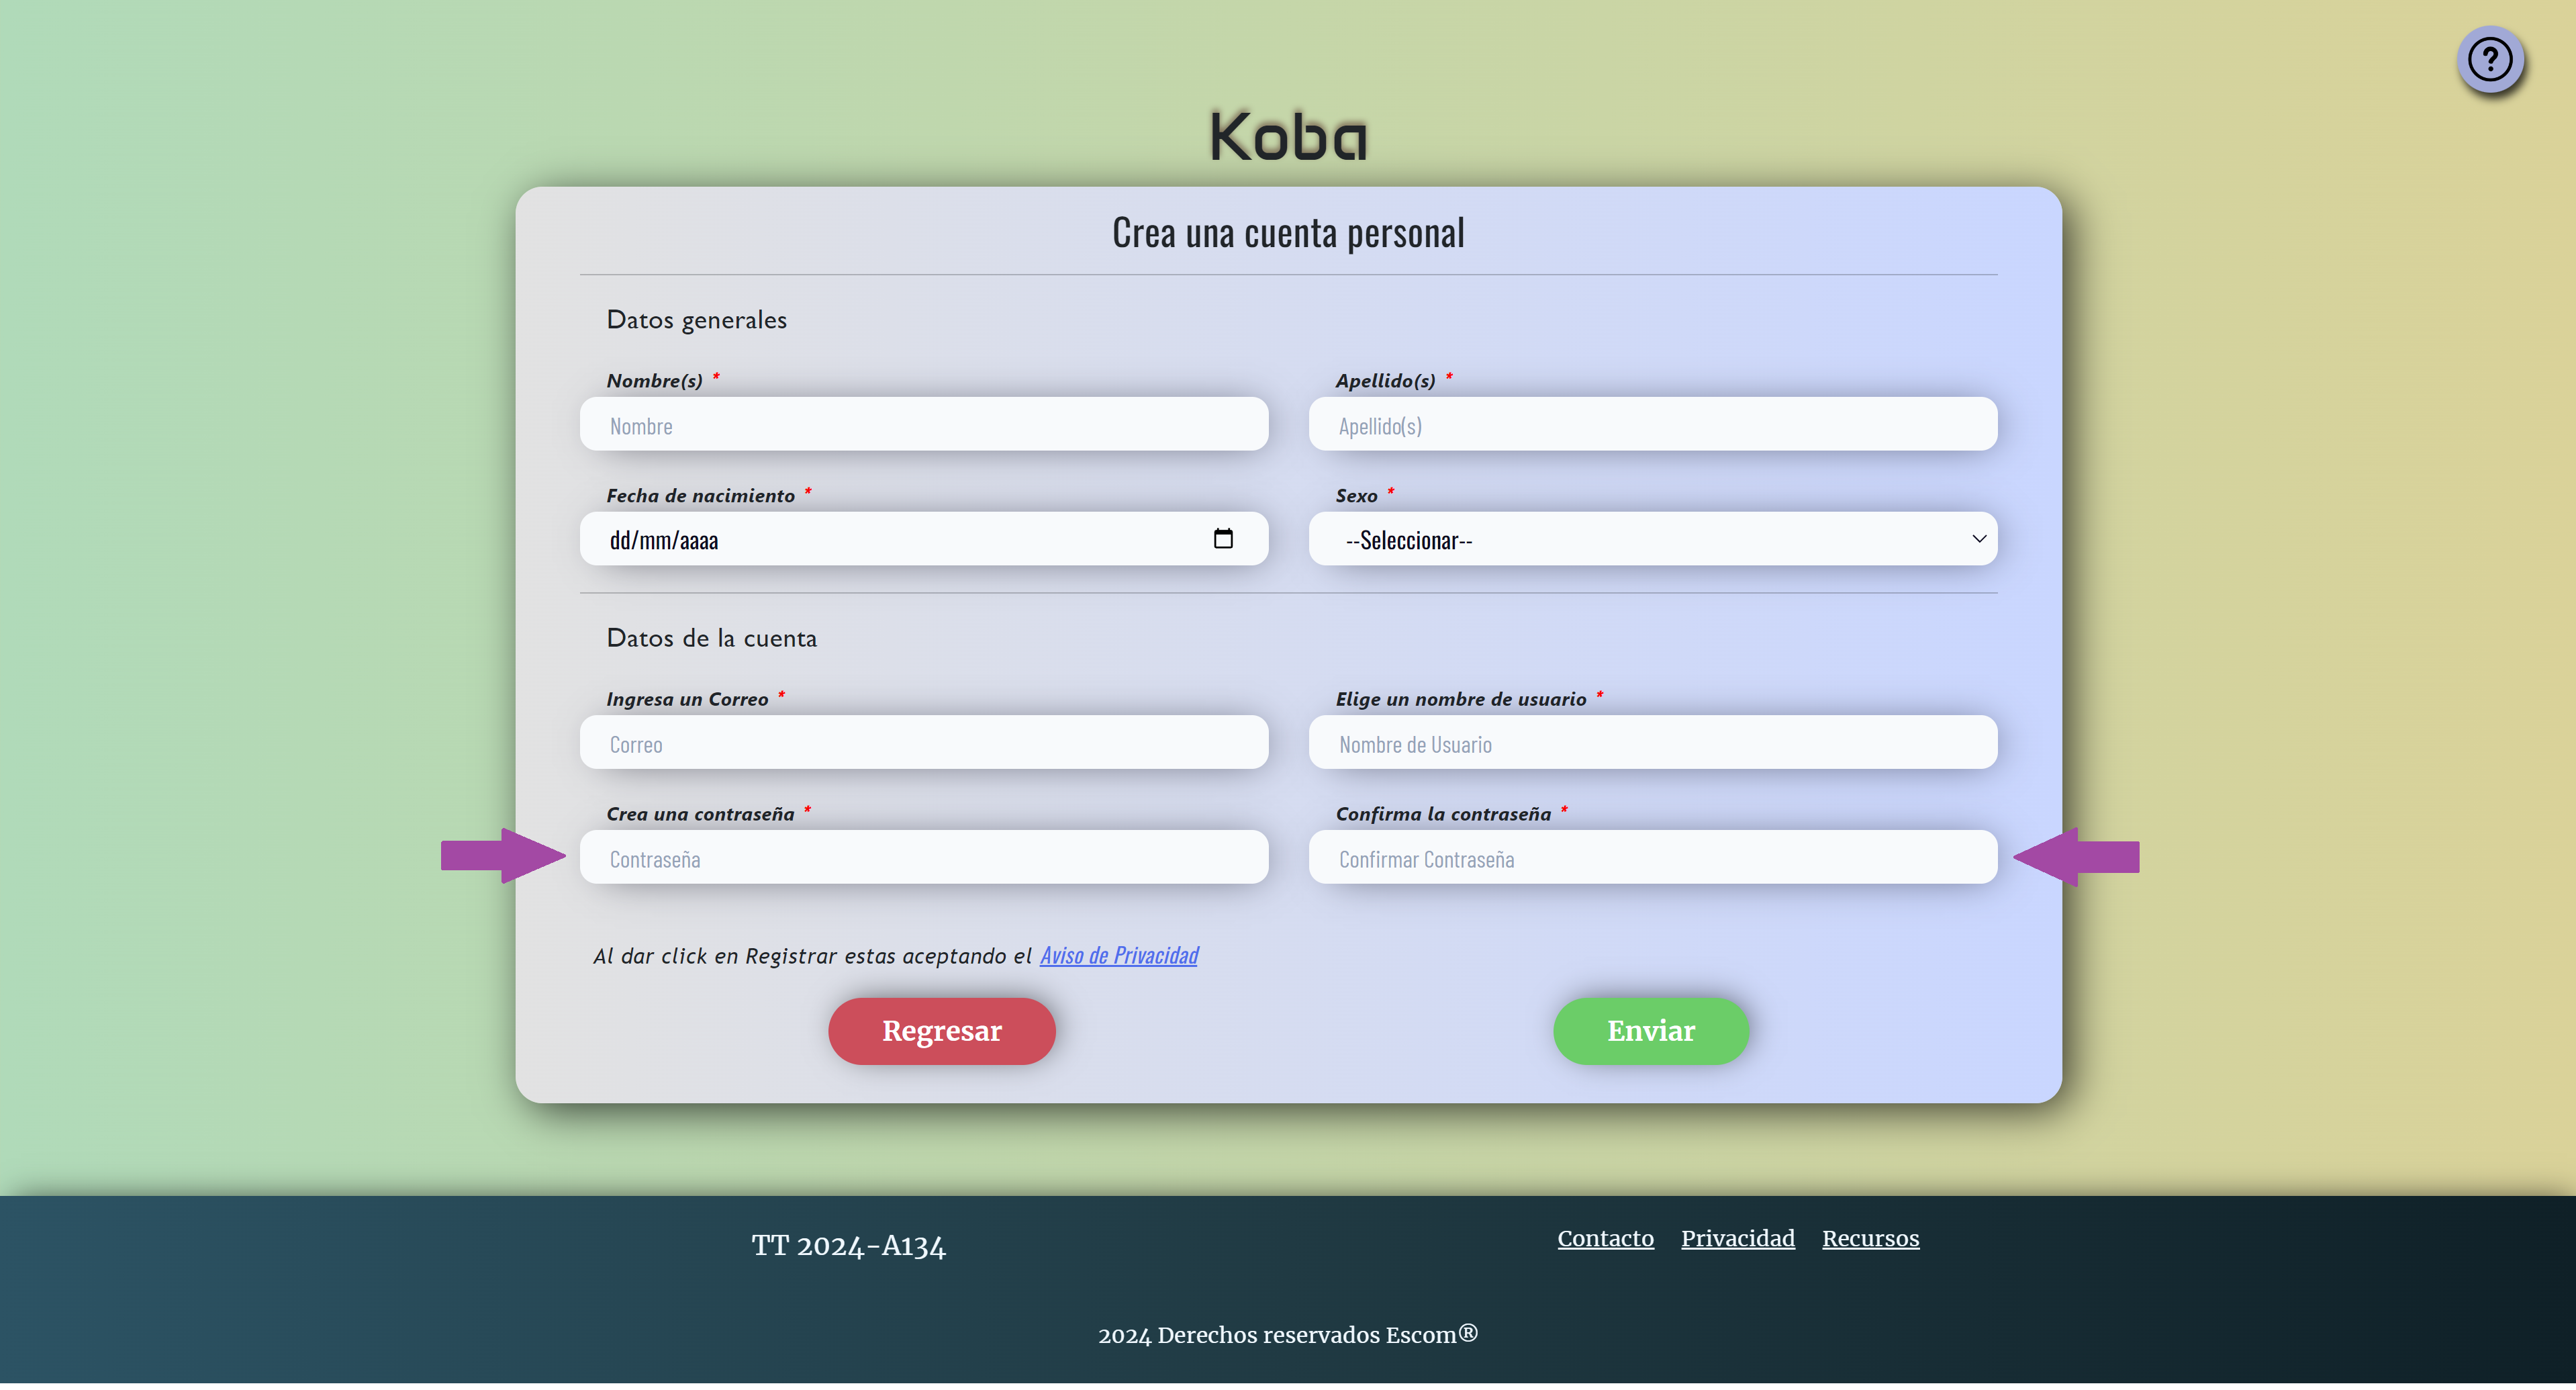 ?
Koba
Crea una cuenta personal
Datos generales
Nombre(s) * Apellido(s) *
Nombre Apellido(s)
Fecha de nacimiento * Sexo *
dd/mm/aaaa --Seleccionar--
Datos de la cuenta
Ingresa un Correo * Elige un nombre de usuario *
Correo Nombre de Usuario
Crea una contraseña * Confirma la contraseña *
Contraseña Confirmar Contraseña
Al dar click en Registrar estas aceptando el Aviso de Privacidad
Regresar Enviar
TT 2024-A134 Contacto Privacidad Recursos
2024 Derechos reservados Escom®